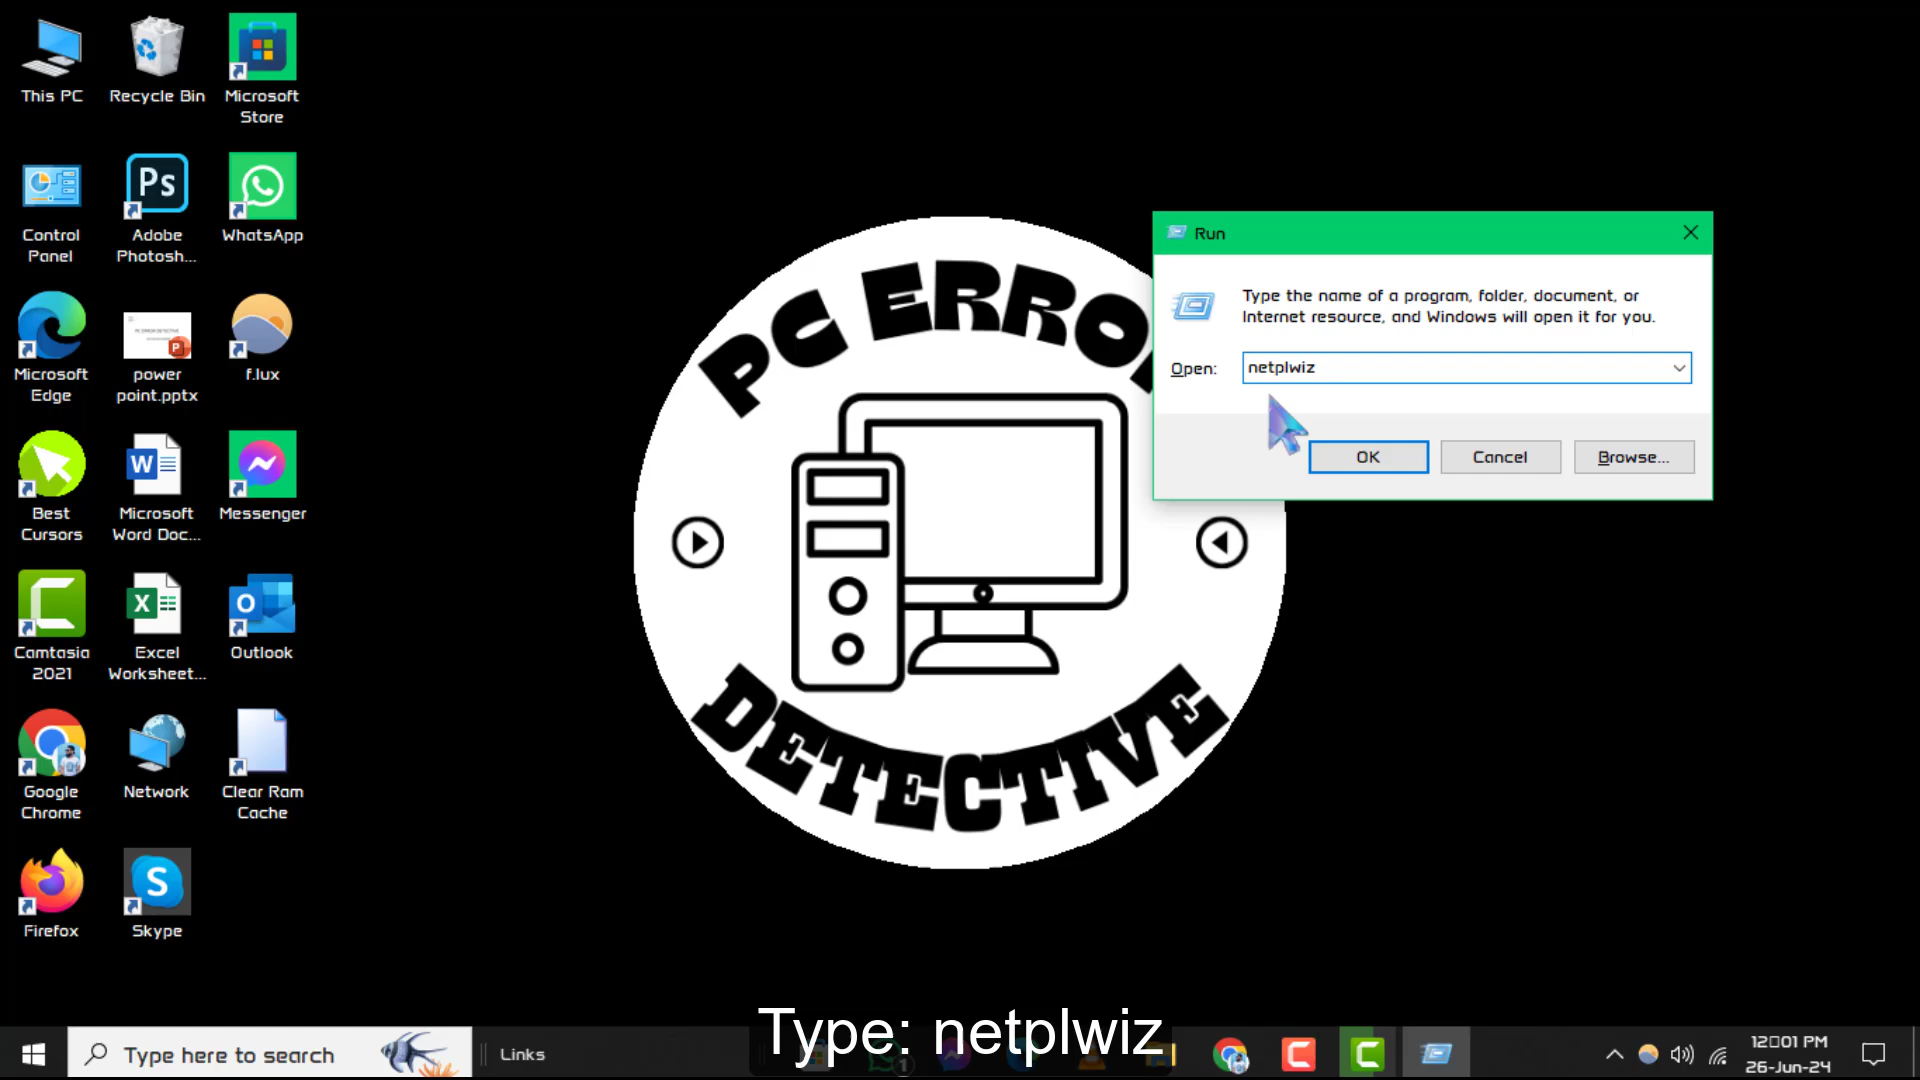 This PC
Recycle Bin
Microsoft
Store
Control
Panel
Adobe
Photosh...
WhatsApp
Microsoft
Edge
power
point.pptx
f.lux
Best
Cursors
Microsoft
Word Doc...
Messenger
Camtasia
2021
Excel
Worksheet...
Outlook
Google
Chrome
Network
Clear Ram
Cache
Firefox
Skype
PC ERRO
DETECTIVE
Run
Type the name of a program, folder, document, or
Internet resource, and Windows will open it for you.
Open:
netplwiz
OK
Cancel
Browse...
Type: netplwiz
Type here to search
Links
1
12□01 PM
26-Jun-24